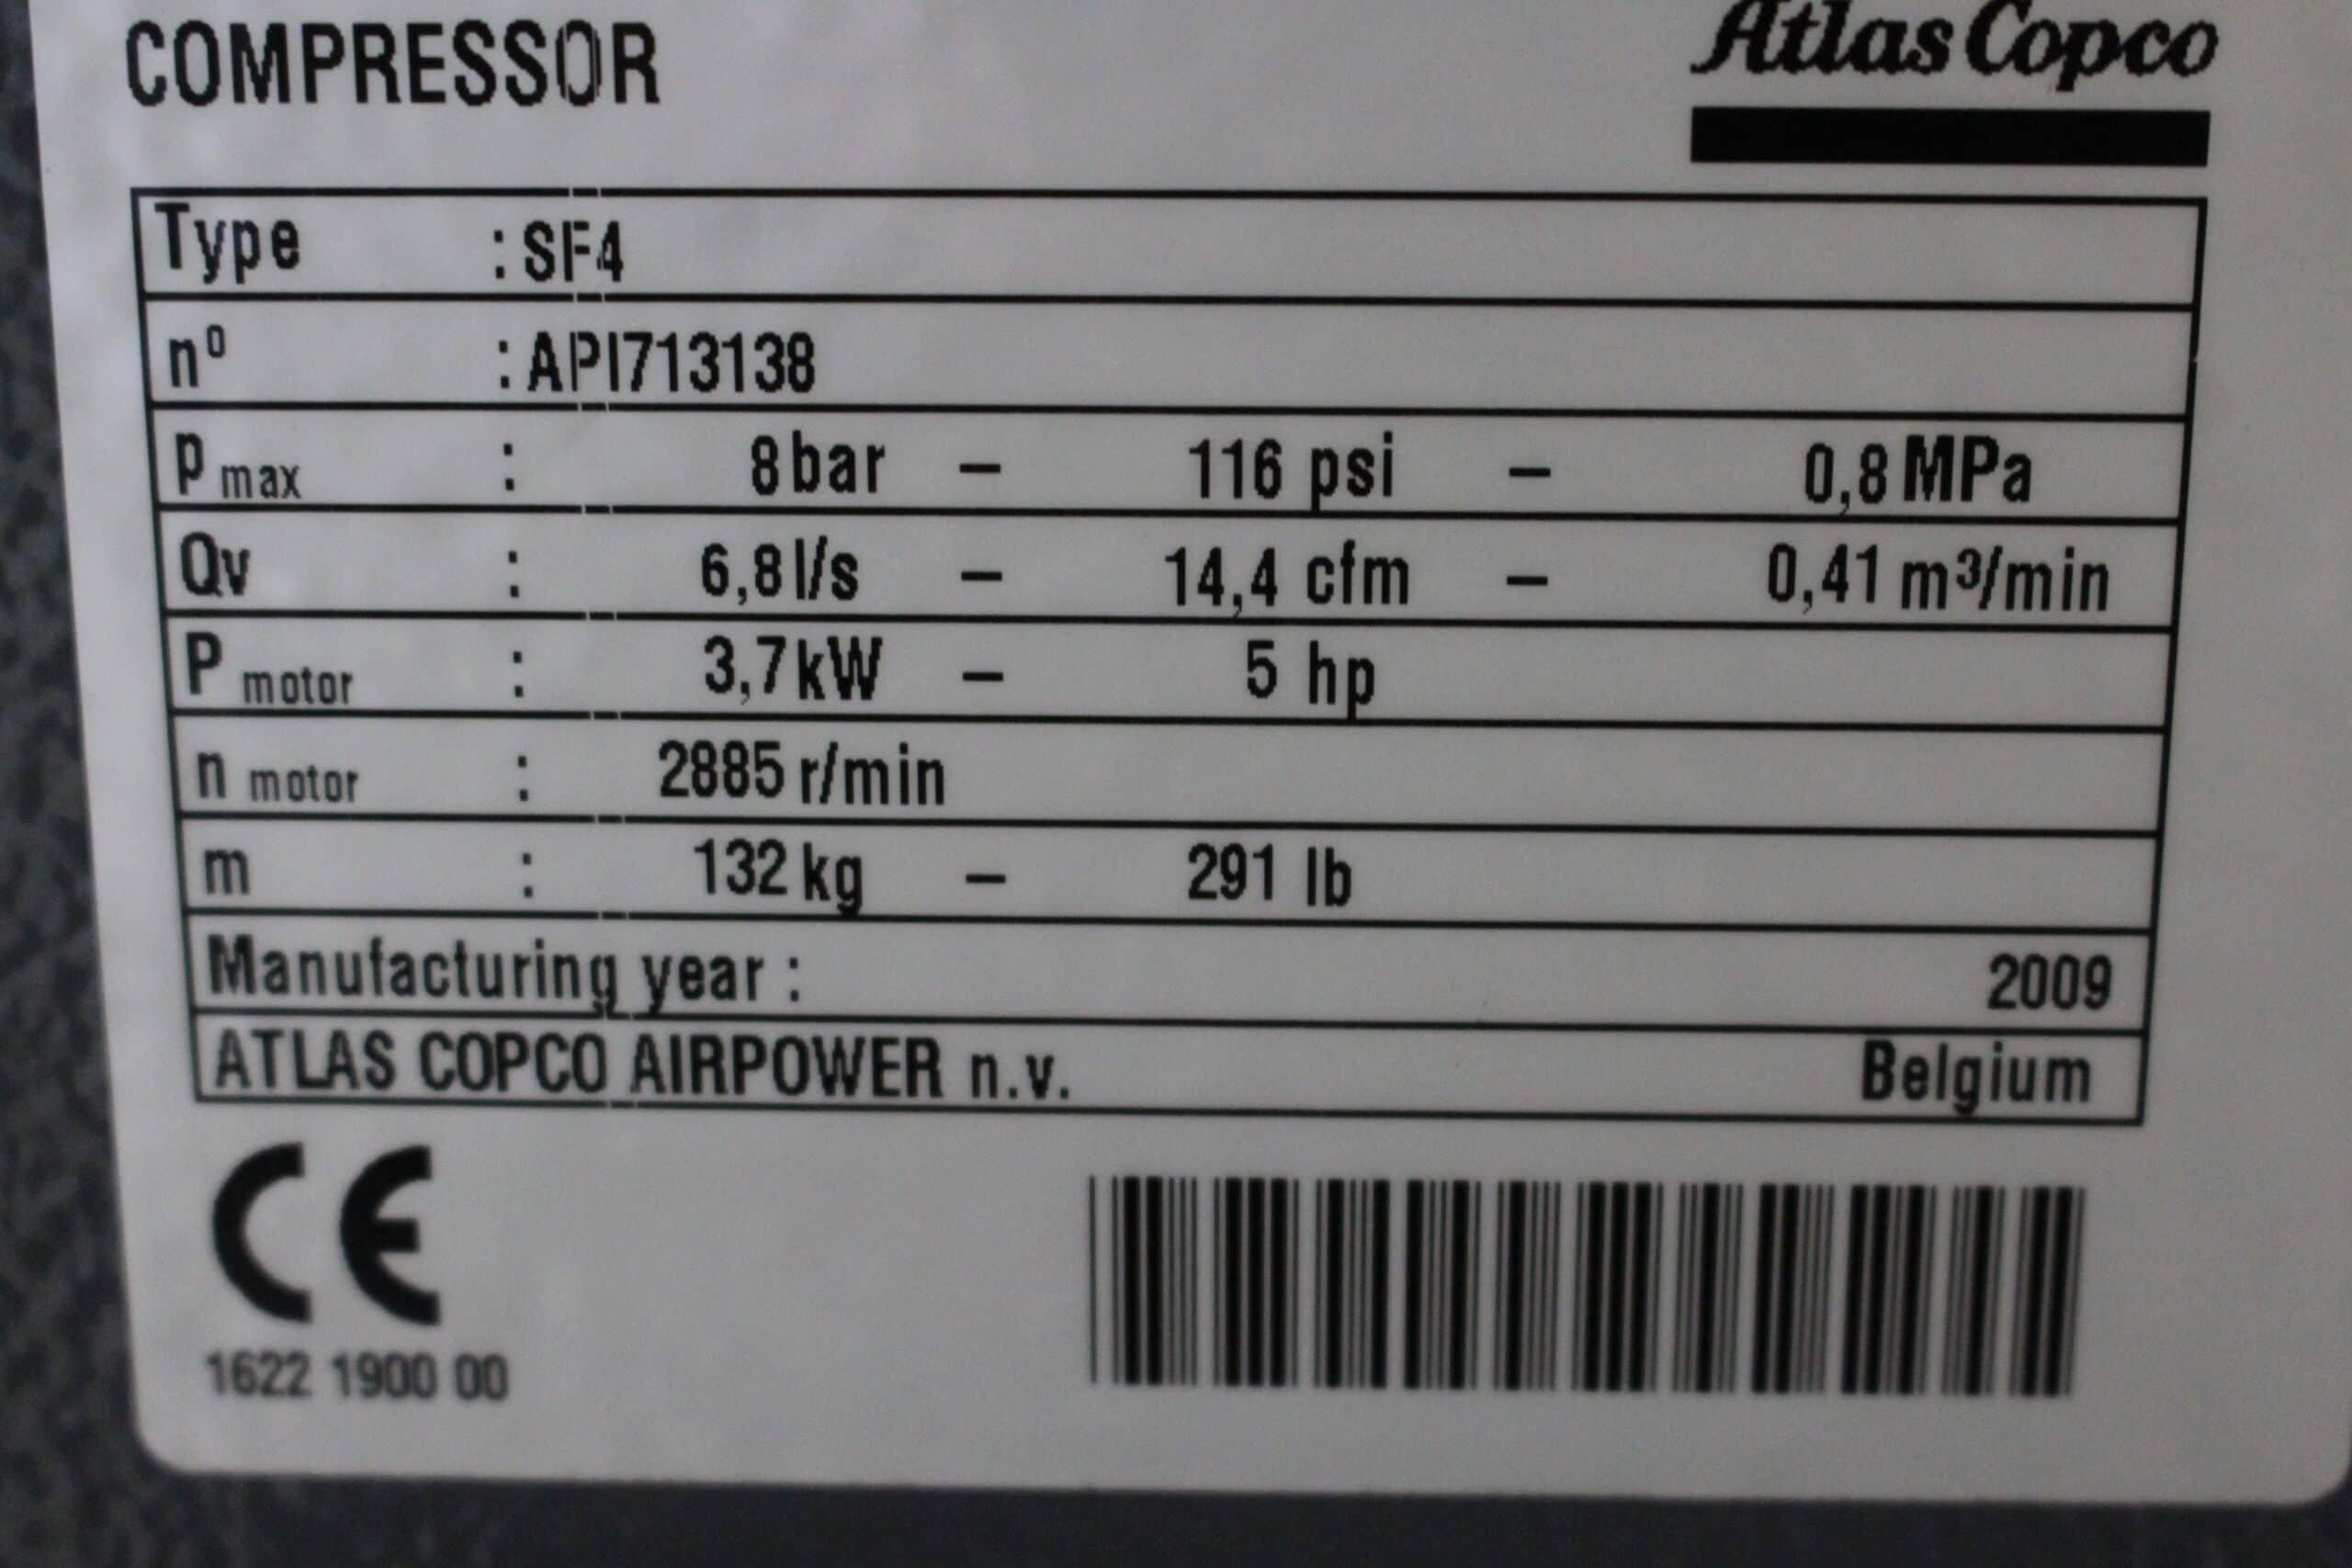 COMPRESSOR
Atlas Copco
Type : SF4
nº : API713138
P max : 8 bar – 116 psi – 0,8 MPa
Qv : 6,8 l/s – 14,4 cfm – 0,41 m³/min
P motor : 3,7 kW – 5 hp
n motor : 2885 r/min
m : 132 kg – 291 lb
Manufacturing year : 2009
ATLAS COPCO AIRPOWER n.v. Belgium
CE
1622 1900 00